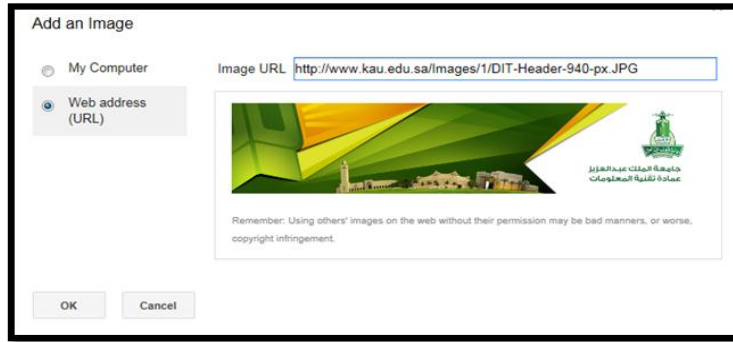 Add an Image
My Computer
Image URL http://www.kau.edu.sa/Images/1/DIT-Header-940-px.JPG
Web address
(URL)
جامعة الملك عبدالعزيز
عمادة تقنية المعلومات
Remember: Using others' images on the web without their permission may be bad manners, or worse,
copyright infringement.
OK Cancel